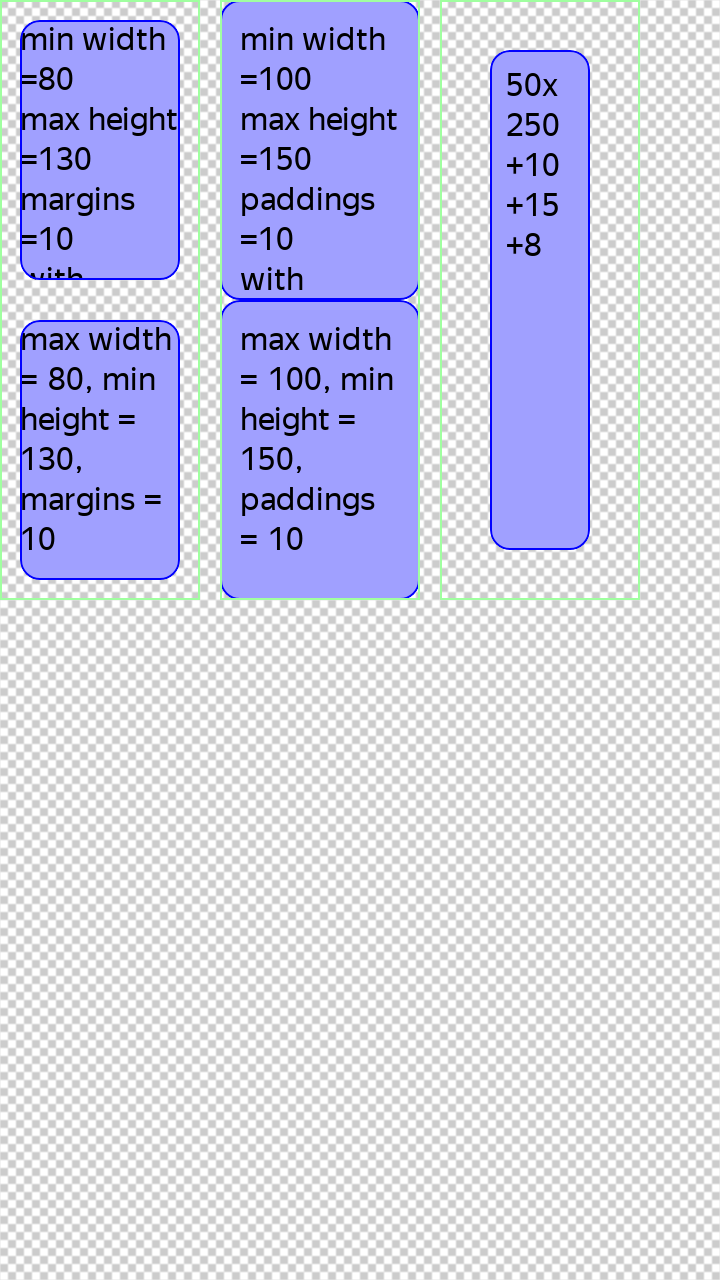 min width
=80
max height
=130
margins
=10
with
max width
= 80, min
height =
130,
margins =
10
min width
=100
max height
=150
paddings
=10
with
max width
= 100, min
height =
150,
paddings
= 10
50x
250
+10
+15
+8